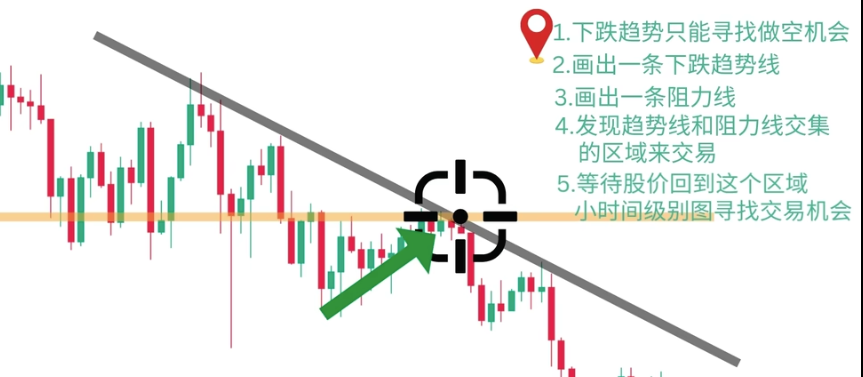 1.下跌趋势只能寻找做空机会
2.画出一条下跌趋势线
3.画出一条阻力线
4.发现趋势线和阻力线交集
的区域来交易
5.等待股价回到这个区域
小时间级别图寻找交易机会